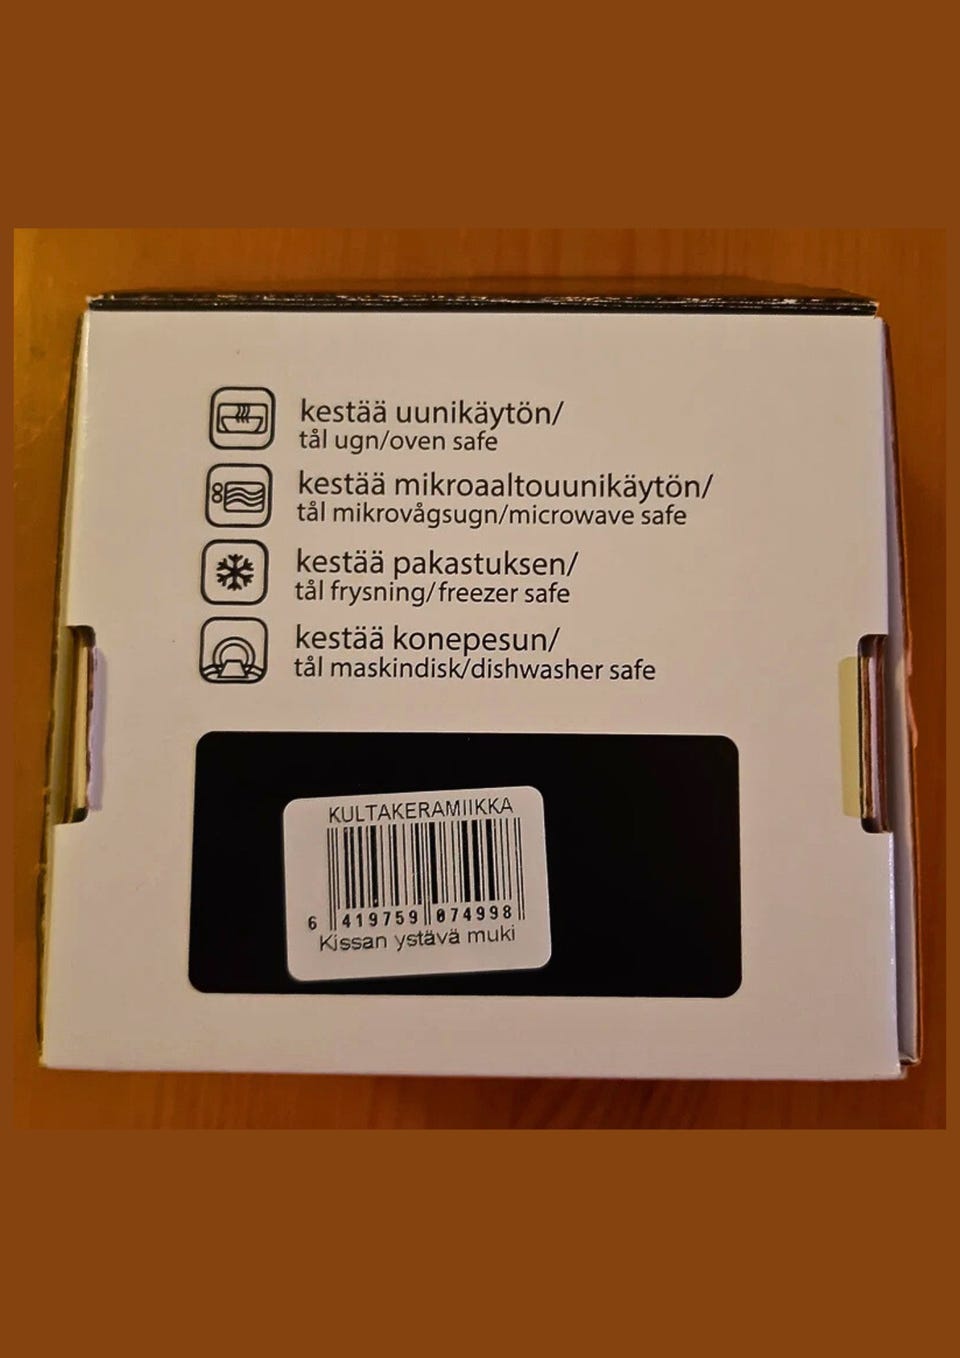 kestää uunikäytön/
tål ugn/oven safe
8
kestää mikroaaltouunikäytön/
tål mikrovågsugn/microwave safe
kestää pakastuksen/
tål frysning/freezer safe
kestää konepesun/
tål maskindisk/dishwasher safe
KULTAKERAMIIKKA
6 419759 074998
Kissan ystävä muki